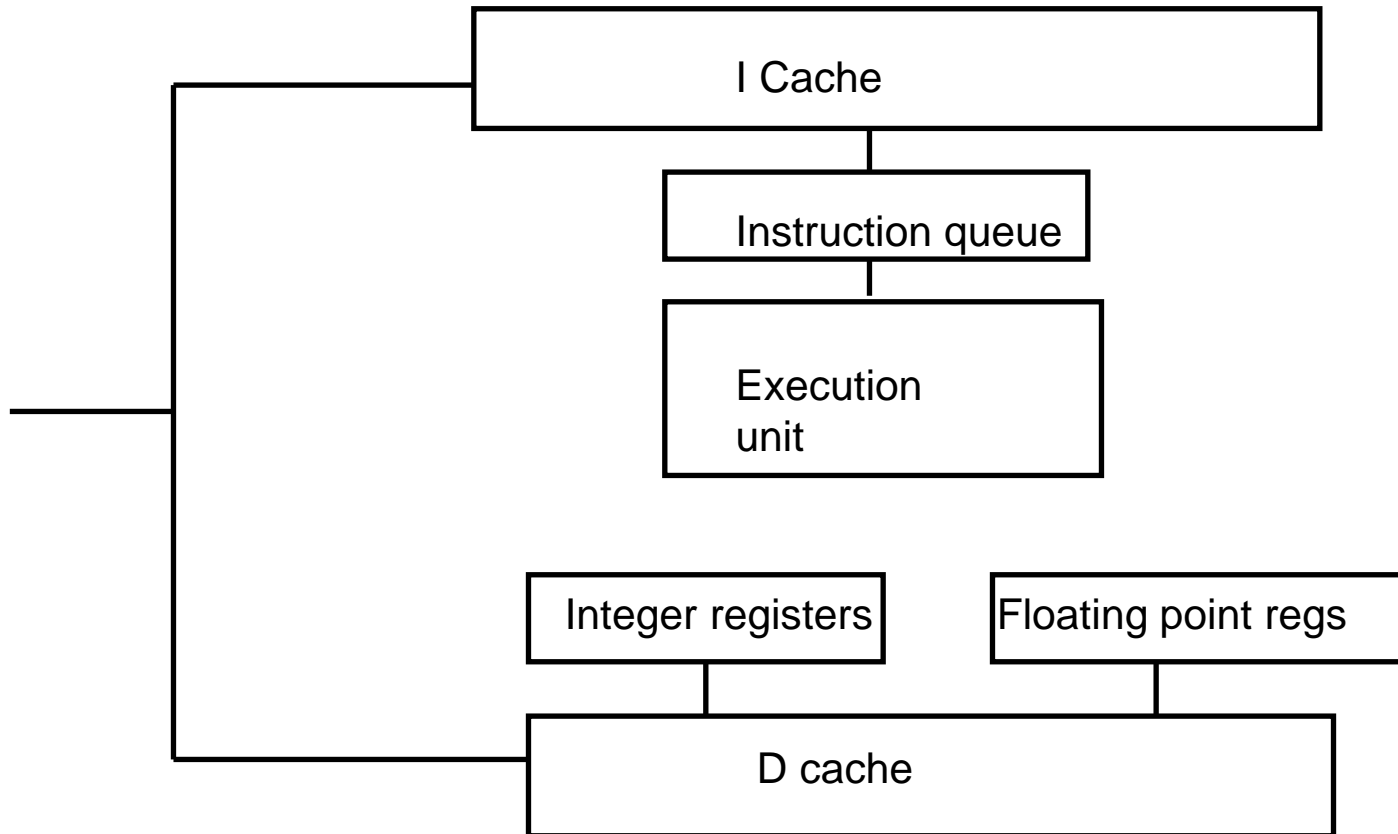 I Cache
Instruction queue
Execution
unit
Integer registers
Floating point regs
D cache